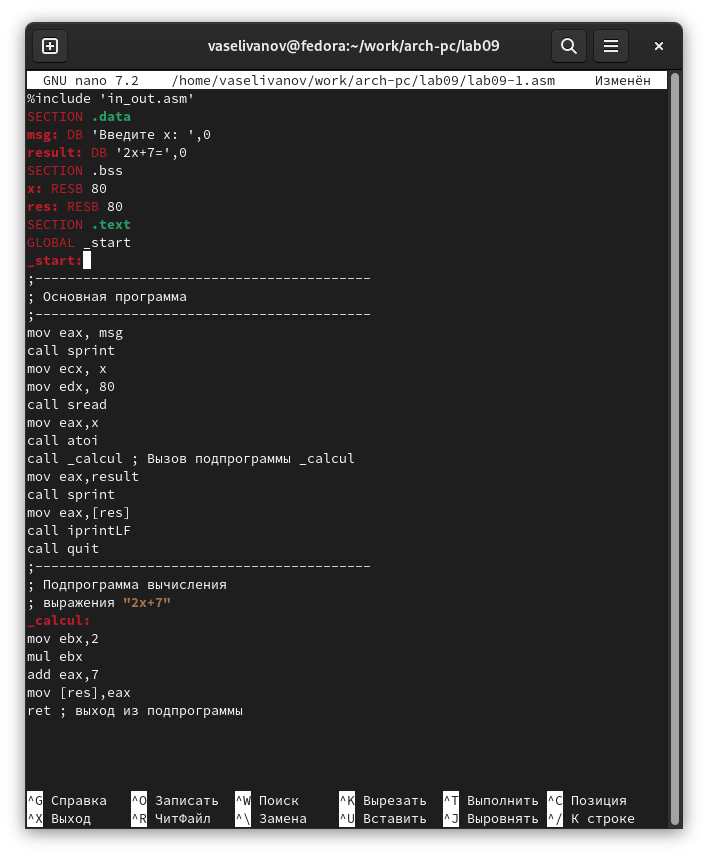 vaselivanov@fedora:~/work/arch-pc/lab09
GNU nano 7.2 /home/vaselivanov/work/arch-pc/lab09/lab09-1.asm Изменён
%include 'in_out.asm'
SECTION .data
msg: DB 'Введите x: ',0
result: DB '2x+7=',0
SECTION .bss
x: RESB 80
res: RESB 80
SECTION .text
GLOBAL _start
_start:
;------------------------------------------
; Основная программа
;------------------------------------------
mov eax, msg
call sprint
mov ecx, x
mov edx, 80
call sread
mov eax,x
call atoi
call _calcul ; Вызов подпрограммы _calcul
mov eax,result
call sprint
mov eax,[res]
call iprintLF
call quit
;------------------------------------------
; Подпрограмма вычисления
; выражения "2x+7"
_calcul:
mov ebx,2
mul ebx
add eax,7
mov [res],eax
ret ; выход из подпрограммы
^G Справка ^O Записать ^W Поиск ^K Вырезать ^T Выполнить ^C Позиция
^X Выход ^R ЧитФайл ^\ Замена ^U Вставить ^J Выровнять ^/ К строке